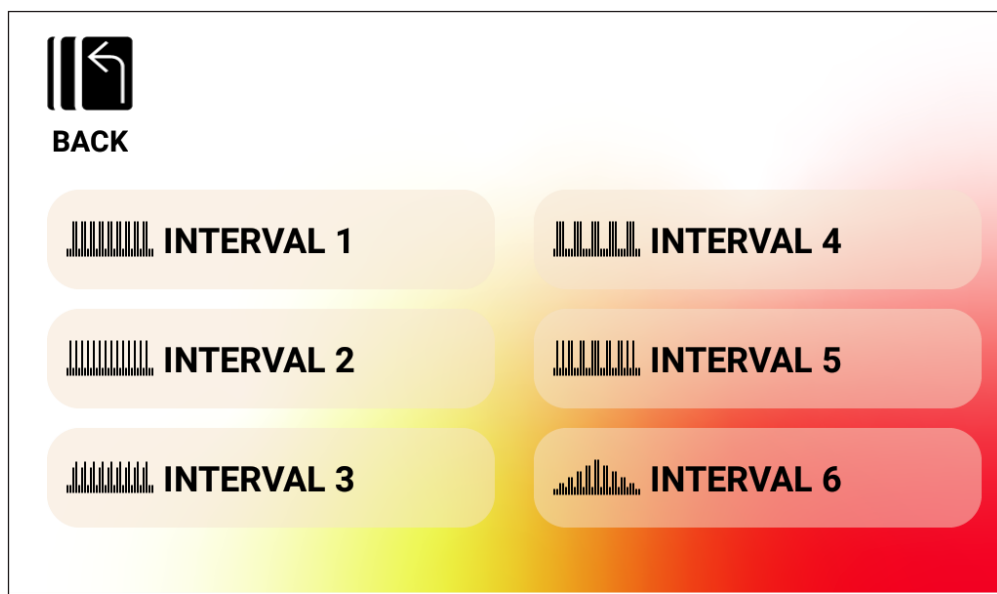 BACK
INTERVAL 1
INTERVAL 2
INTERVAL 3
INTERVAL 4
INTERVAL 5
INTERVAL 6